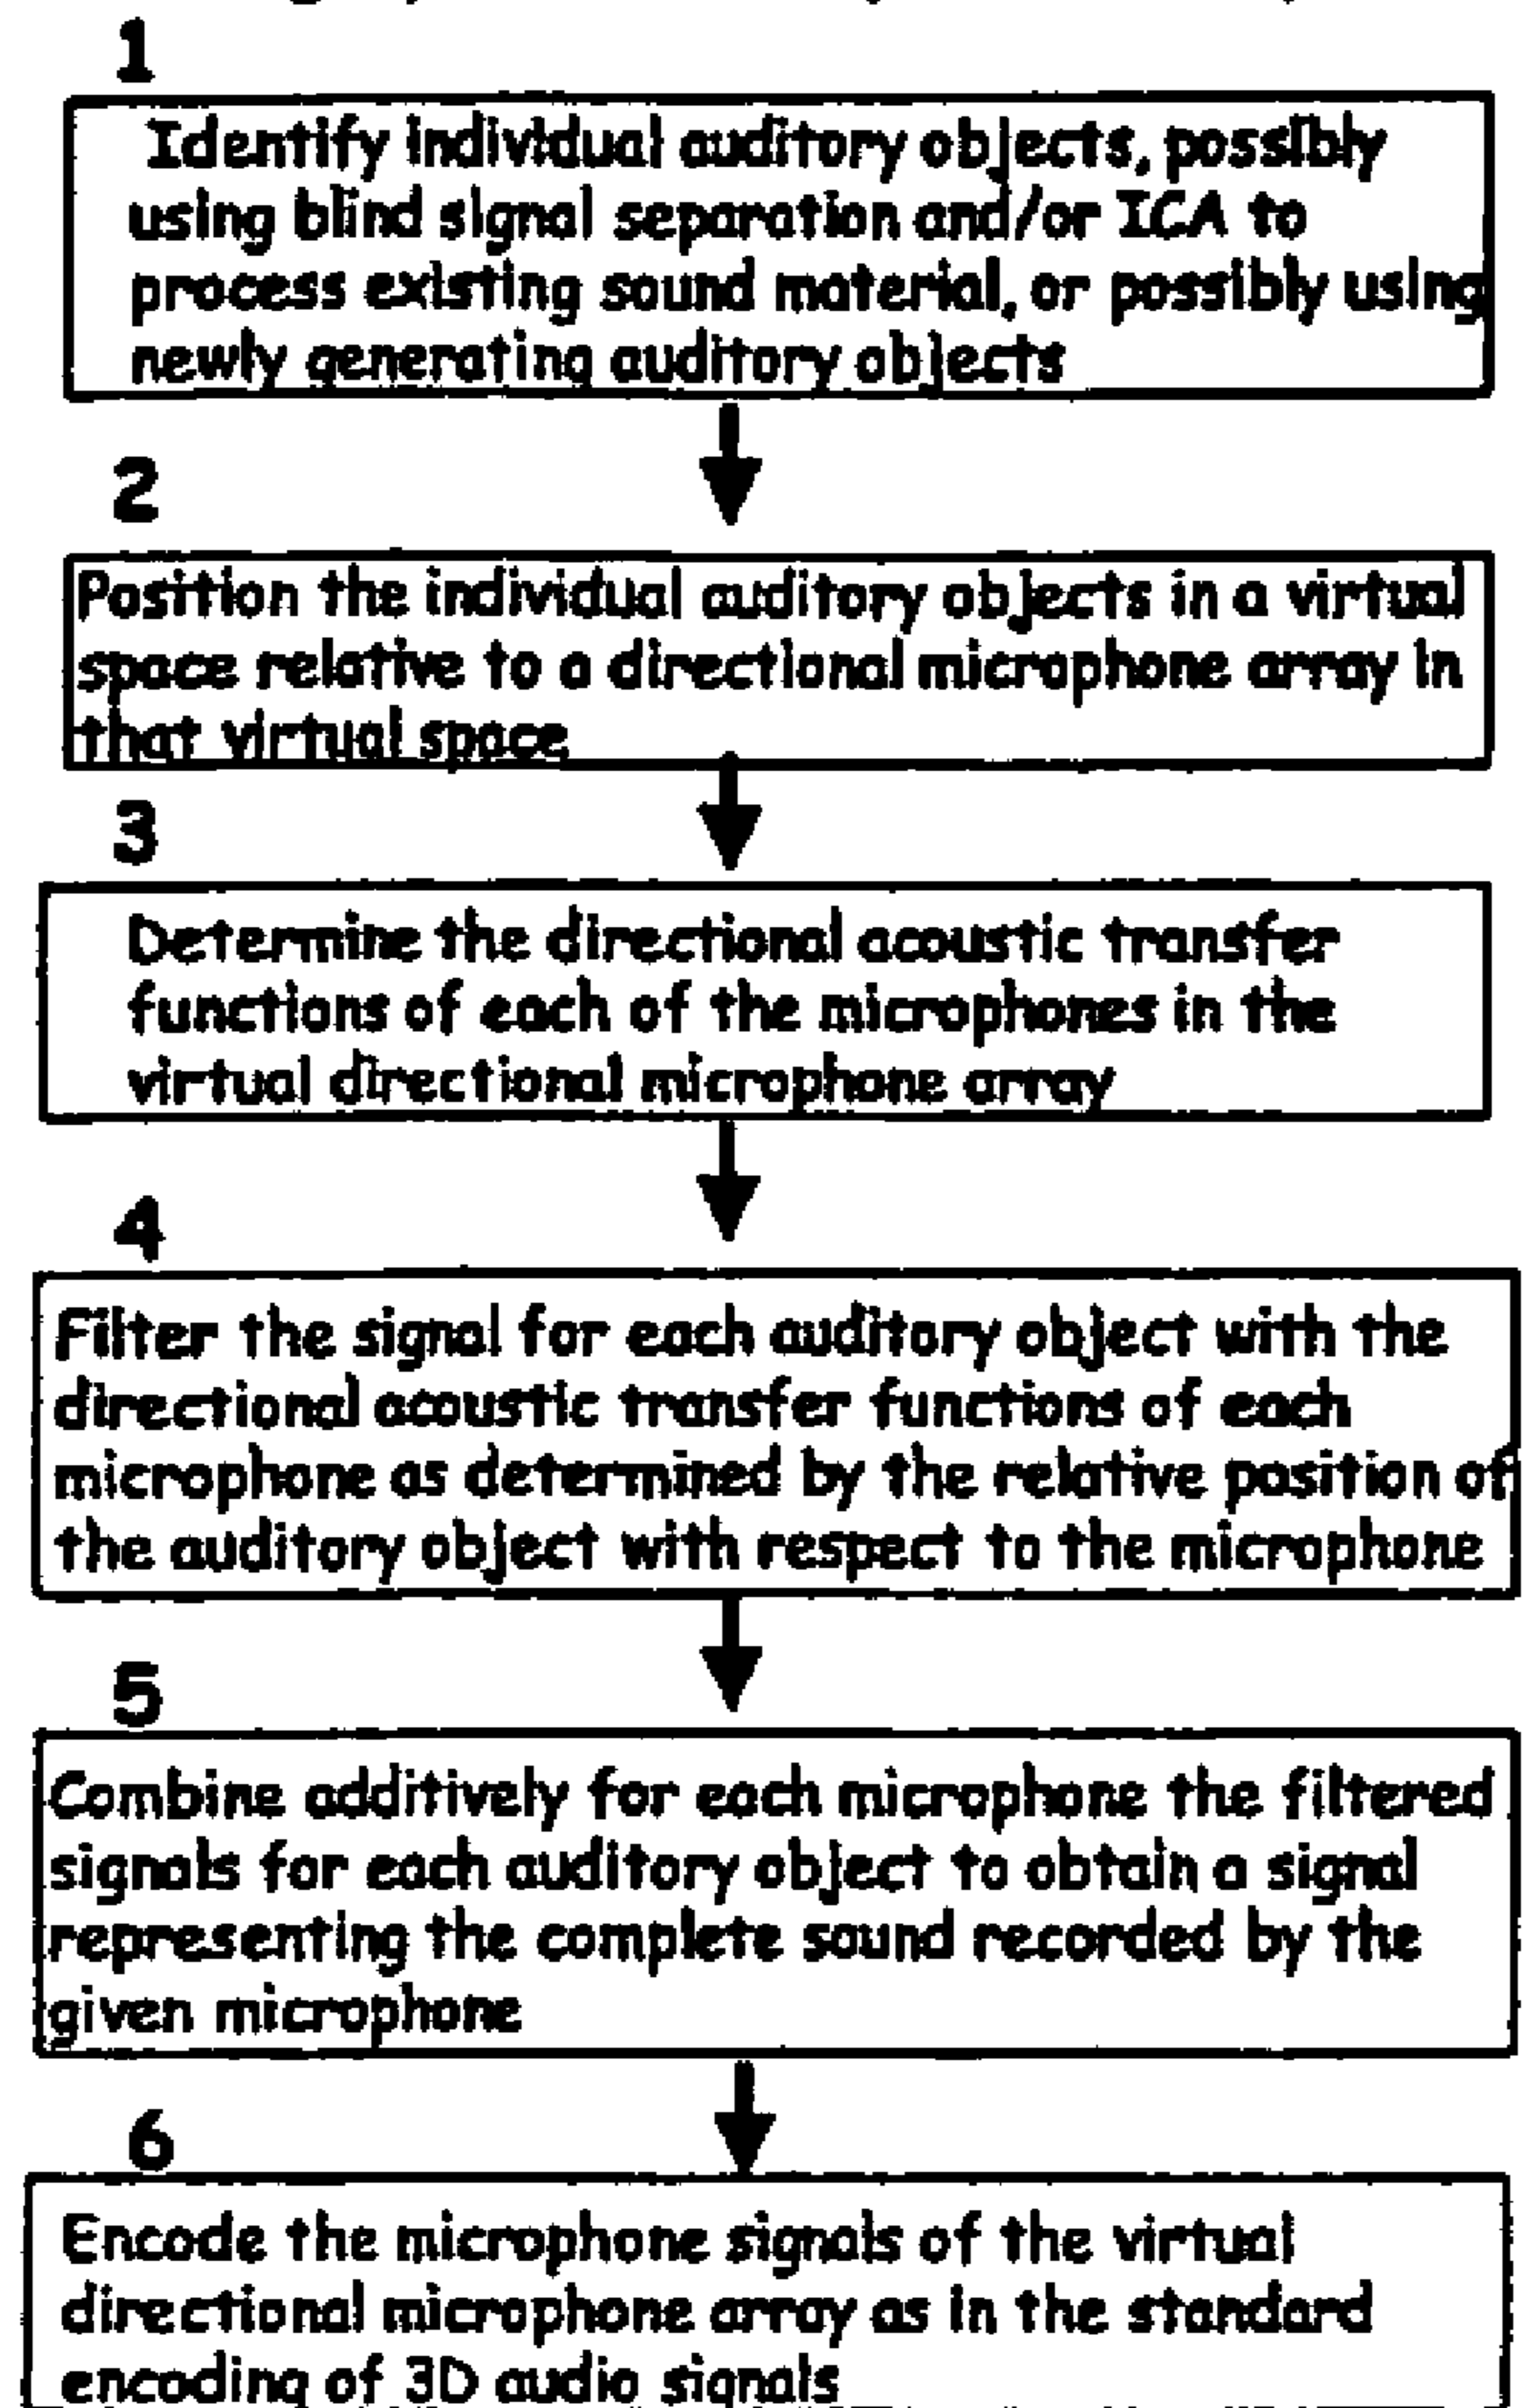 1
Identify individual auditory objects, possibly
using blind signal separation and/or ICA to
process existing sound material, or possibly using
newly generating auditory objects
2
Position the individual auditory objects in a virtual
space relative to a directional microphone array in
that virtual space
3
Determine the directional acoustic transfer
functions of each of the microphones in the
virtual directional microphone array
4
Filter the signal for each auditory object with the
directional acoustic transfer functions of each
microphone as determined by the relative position of
the auditory object with respect to the microphone
5
Combine additively for each microphone the filtered
signals for each auditory object to obtain a signal
representing the complete sound recorded by the
given microphone
6
Encode the microphone signals of the virtual
directional microphone array as in the standard
encoding of 3D audio signals